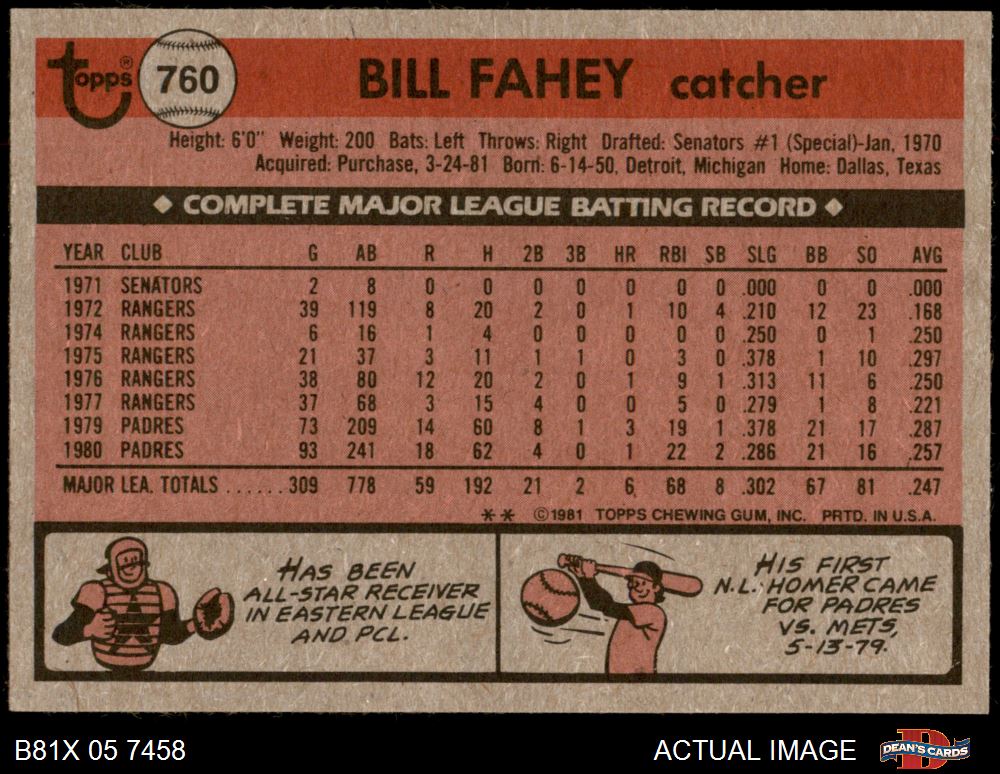 topps®
760
BILL FAHEY catcher
Height: 6'0" Weight: 200 Bats: Left Throws: Right Drafted: Senators #1 (Special)-Jan, 1970
Acquired: Purchase, 3-24-81 Born: 6-14-50, Detroit, Michigan Home: Dallas, Texas
◆ COMPLETE MAJOR LEAGUE BATTING RECORD ◆
YEAR CLUB G AB R H 2B 3B HR RBI SB SLG BB SO AVG
1971 SENATORS 2 8 0 0 0 0 0 0 0 .000 0 0 .000
1972 RANGERS 39 119 8 20 2 0 1 10 4 .210 12 23 .168
1974 RANGERS 6 16 1 4 0 0 0 0 0 .250 0 1 .250
1975 RANGERS 21 37 3 11 1 1 0 3 0 .378 1 10 .297
1976 RANGERS 38 80 12 20 2 0 1 9 1 .313 11 6 .250
1977 RANGERS 37 68 3 15 4 0 0 5 0 .279 1 8 .221
1979 PADRES 73 209 14 60 8 1 3 19 1 .378 21 17 .287
1980 PADRES 93 241 18 62 4 0 1 22 2 .286 21 16 .257
MAJOR LEA. TOTALS ...... 309 778 59 192 21 2 6 68 8 .302 67 81 .247
** ©1981 TOPPS CHEWING GUM, INC. PRTD. IN U.S.A.
HAS BEEN
ALL-STAR RECEIVER
IN EASTERN LEAGUE
AND PCL.
HIS FIRST
N.L. HOMER CAME
FOR PADRES
VS. METS,
5-13-79.
B81X 05 7458
ACTUAL IMAGE
DEAN'S CARDS